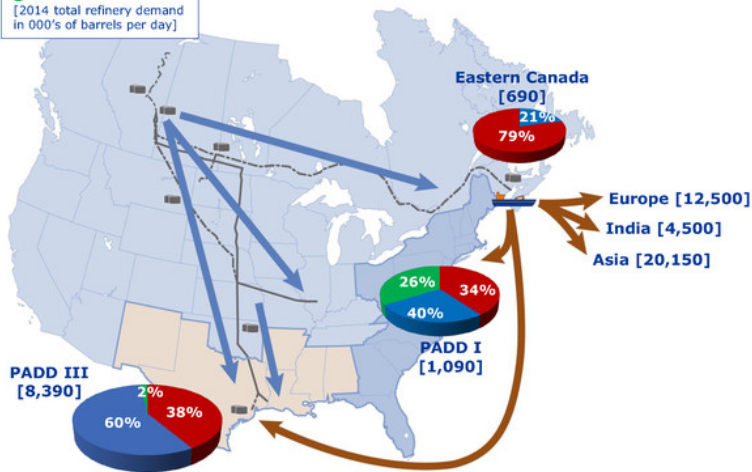 [2014 total refinery demand
in 000's of barrels per day]
Eastern Canada
[690]
21%
79%
Europe [12,500]
India [4,500]
Asia [20,150]
26%
34%
40%
PADD I
[1,090]
PADD III
[8,390]
2%
38%
60%